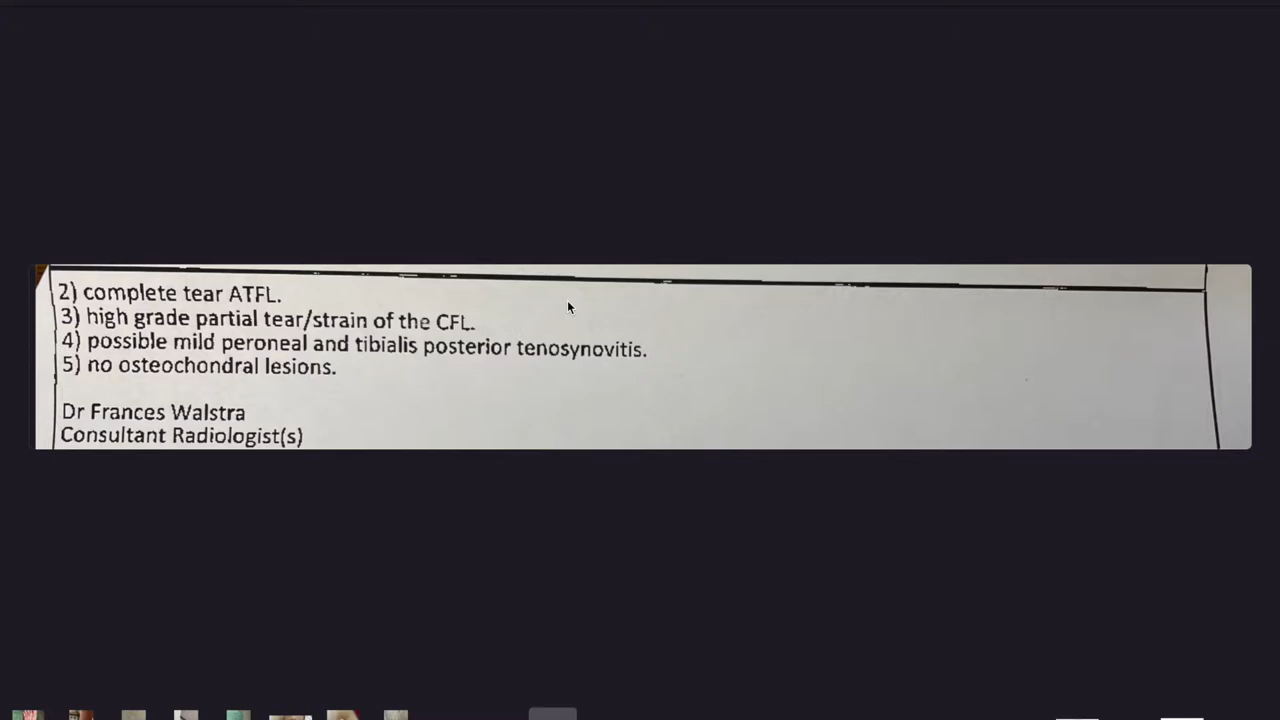 2) complete tear ATFL.
3) high grade partial tear/strain of the CFL.
4) possible mild peroneal and tibialis posterior tenosynovitis.
5) no osteochondral lesions.
Dr Frances Walstra
Consultant Radiologist(s)